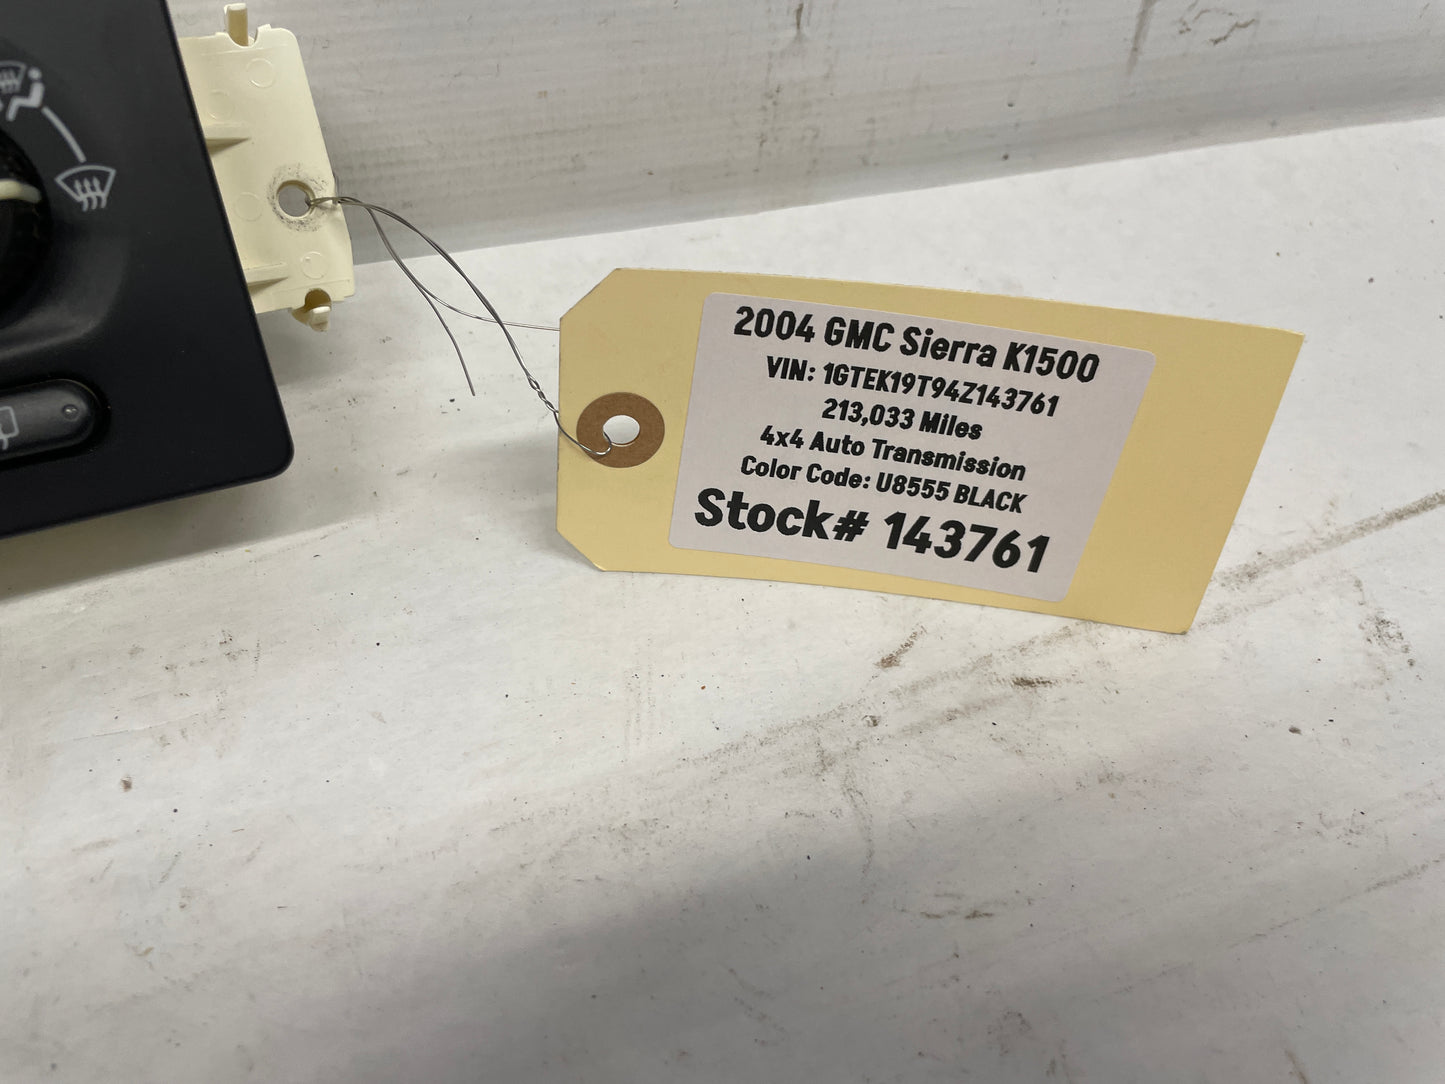 2004 GMC Sierra K1500
VIN: 1GTEK19T94Z143761
213,033 Miles
4x4 Auto Transmission
Color Code: U8555 BLACK
Stock# 143761